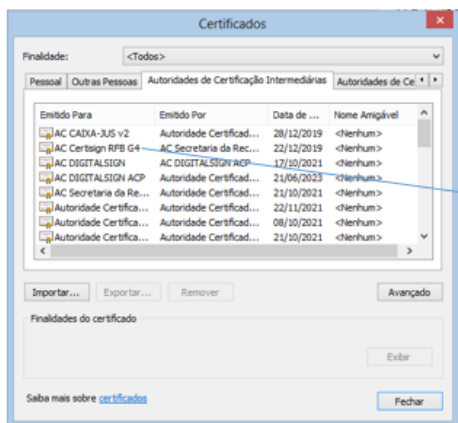 Certificados
Finalidade: <Todos>
Pessoal Outras Pessoas Autoridades de Certificação Intermediárias Autoridades de Ce
Emitido Para Emitido Por Data de ... Nome Amigável
AC CAIXA-JUS v2 Autoridade Certificad... 28/12/2019 <Nenhum>
AC Certisign RFB G4 AC Secretaria da Rec... 22/12/2019 <Nenhum>
AC DIGITALSIGN AC DIGITALSIGN ACP 17/10/2021 <Nenhum>
AC DIGITALSIGN ACP Autoridade Certificad... 21/06/2023 <Nenhum>
AC Secretaria da Re... Autoridade Certificad... 21/10/2021 <Nenhum>
Autoridade Certifica... Autoridade Certificad... 22/11/2021 <Nenhum>
Autoridade Certifica... Autoridade Certificad... 08/10/2021 <Nenhum>
Autoridade Certifica... Autoridade Certificad... 21/10/2021 <Nenhum>
Importar... Exportar... Remover Avançado
Finalidades do certificado
Exibir
Saiba mais sobre certificados
Fechar